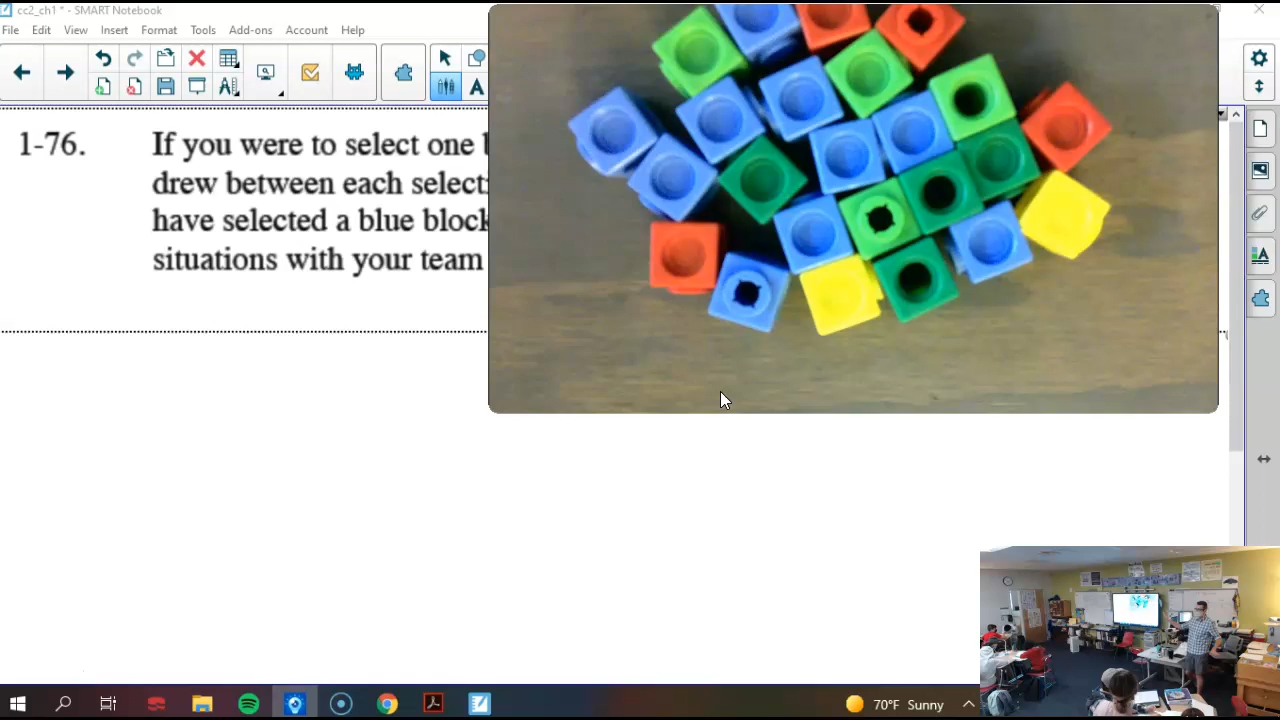 cc2_ch1 * - SMART Notebook
File Edit View Insert Format Tools Add-ons Account Help
1-76. If you were to select one
drew between each select
have selected a blue block
situations with your team
70°F Sunny